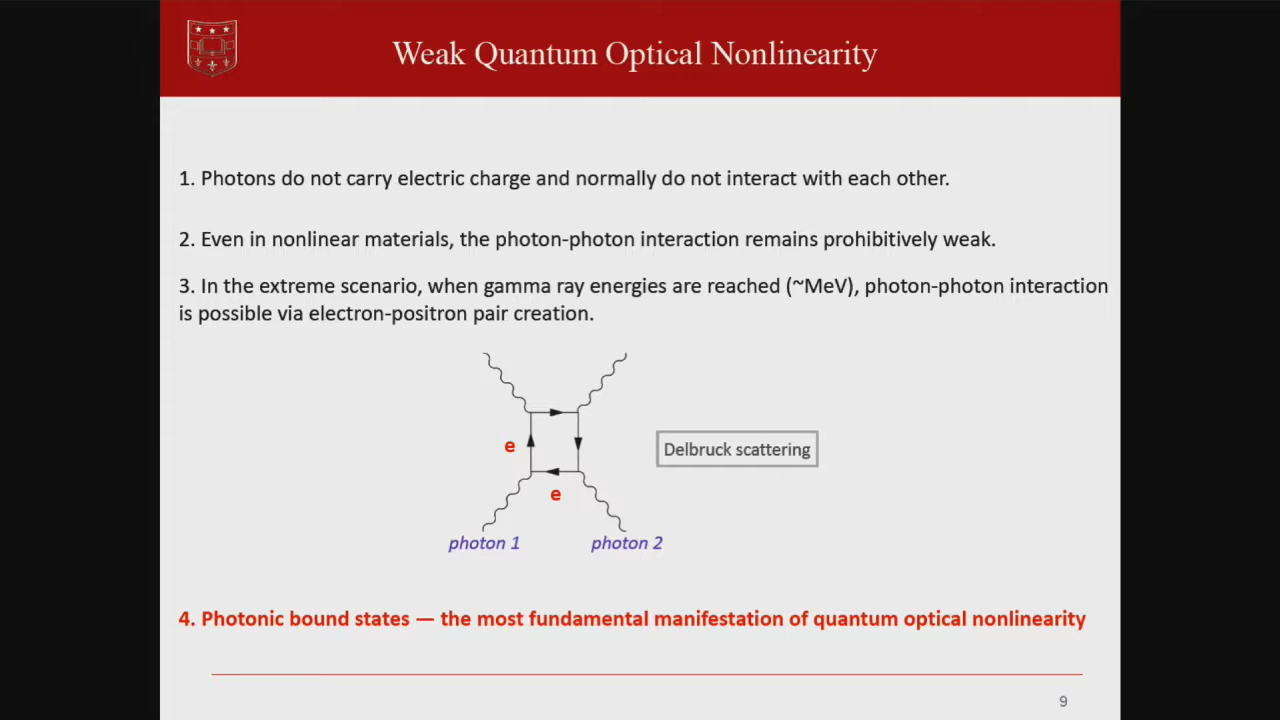 Weak Quantum Optical Nonlinearity
1. Photons do not carry electric charge and normally do not interact with each other.
2. Even in nonlinear materials, the photon-photon interaction remains prohibitively weak.
3. In the extreme scenario, when gamma ray energies are reached (~MeV), photon-photon interaction
is possible via electron-positron pair creation.
e
Delbruck scattering
e
photon 1
photon 2
4. Photonic bound states — the most fundamental manifestation of quantum optical nonlinearity
9